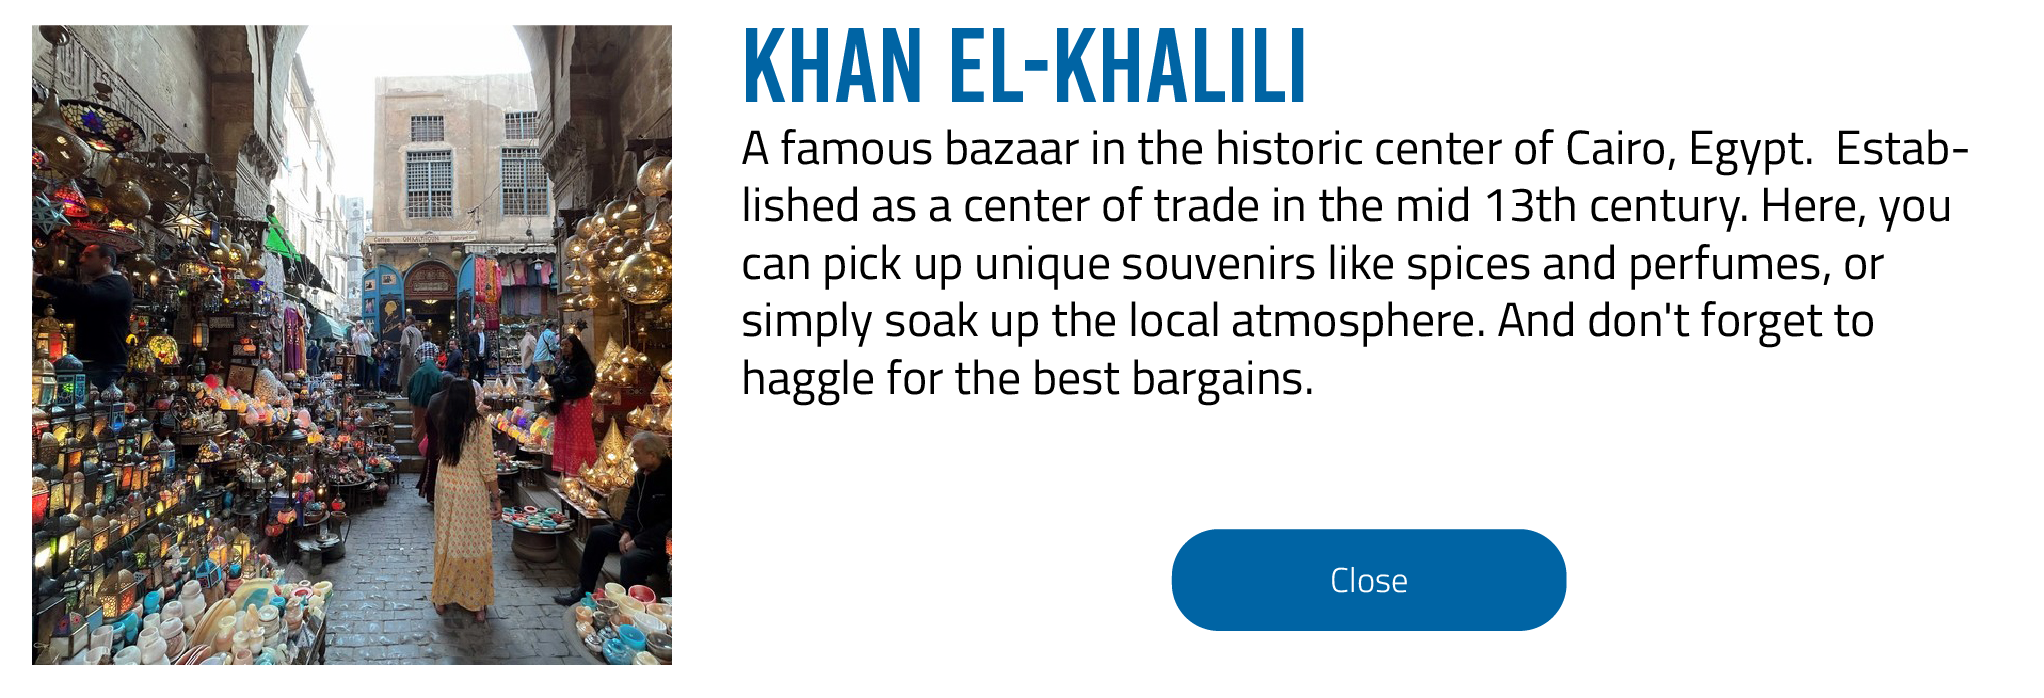 KHAN EL-KHALILI
A famous bazaar in the historic center of Cairo, Egypt.  Estab-
lished as a center of trade in the mid 13th century. Here, you
can pick up unique souvenirs like spices and perfumes, or
simply soak up the local atmosphere. And don't forget to
haggle for the best bargains.
Close